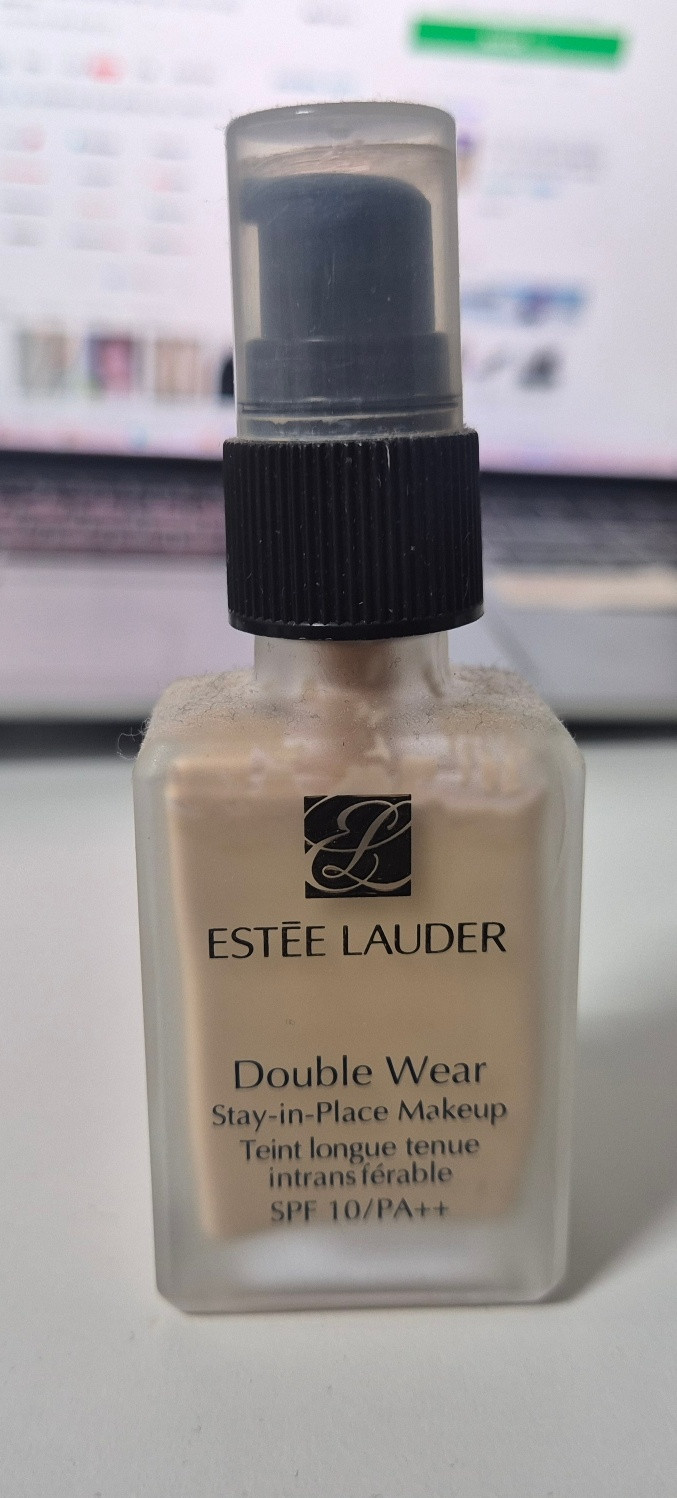 ESTĒE LAUDER
Double Wear
Stay-in-Place Makeup
Teint longue tenue
intransférable
SPF 10/PA++